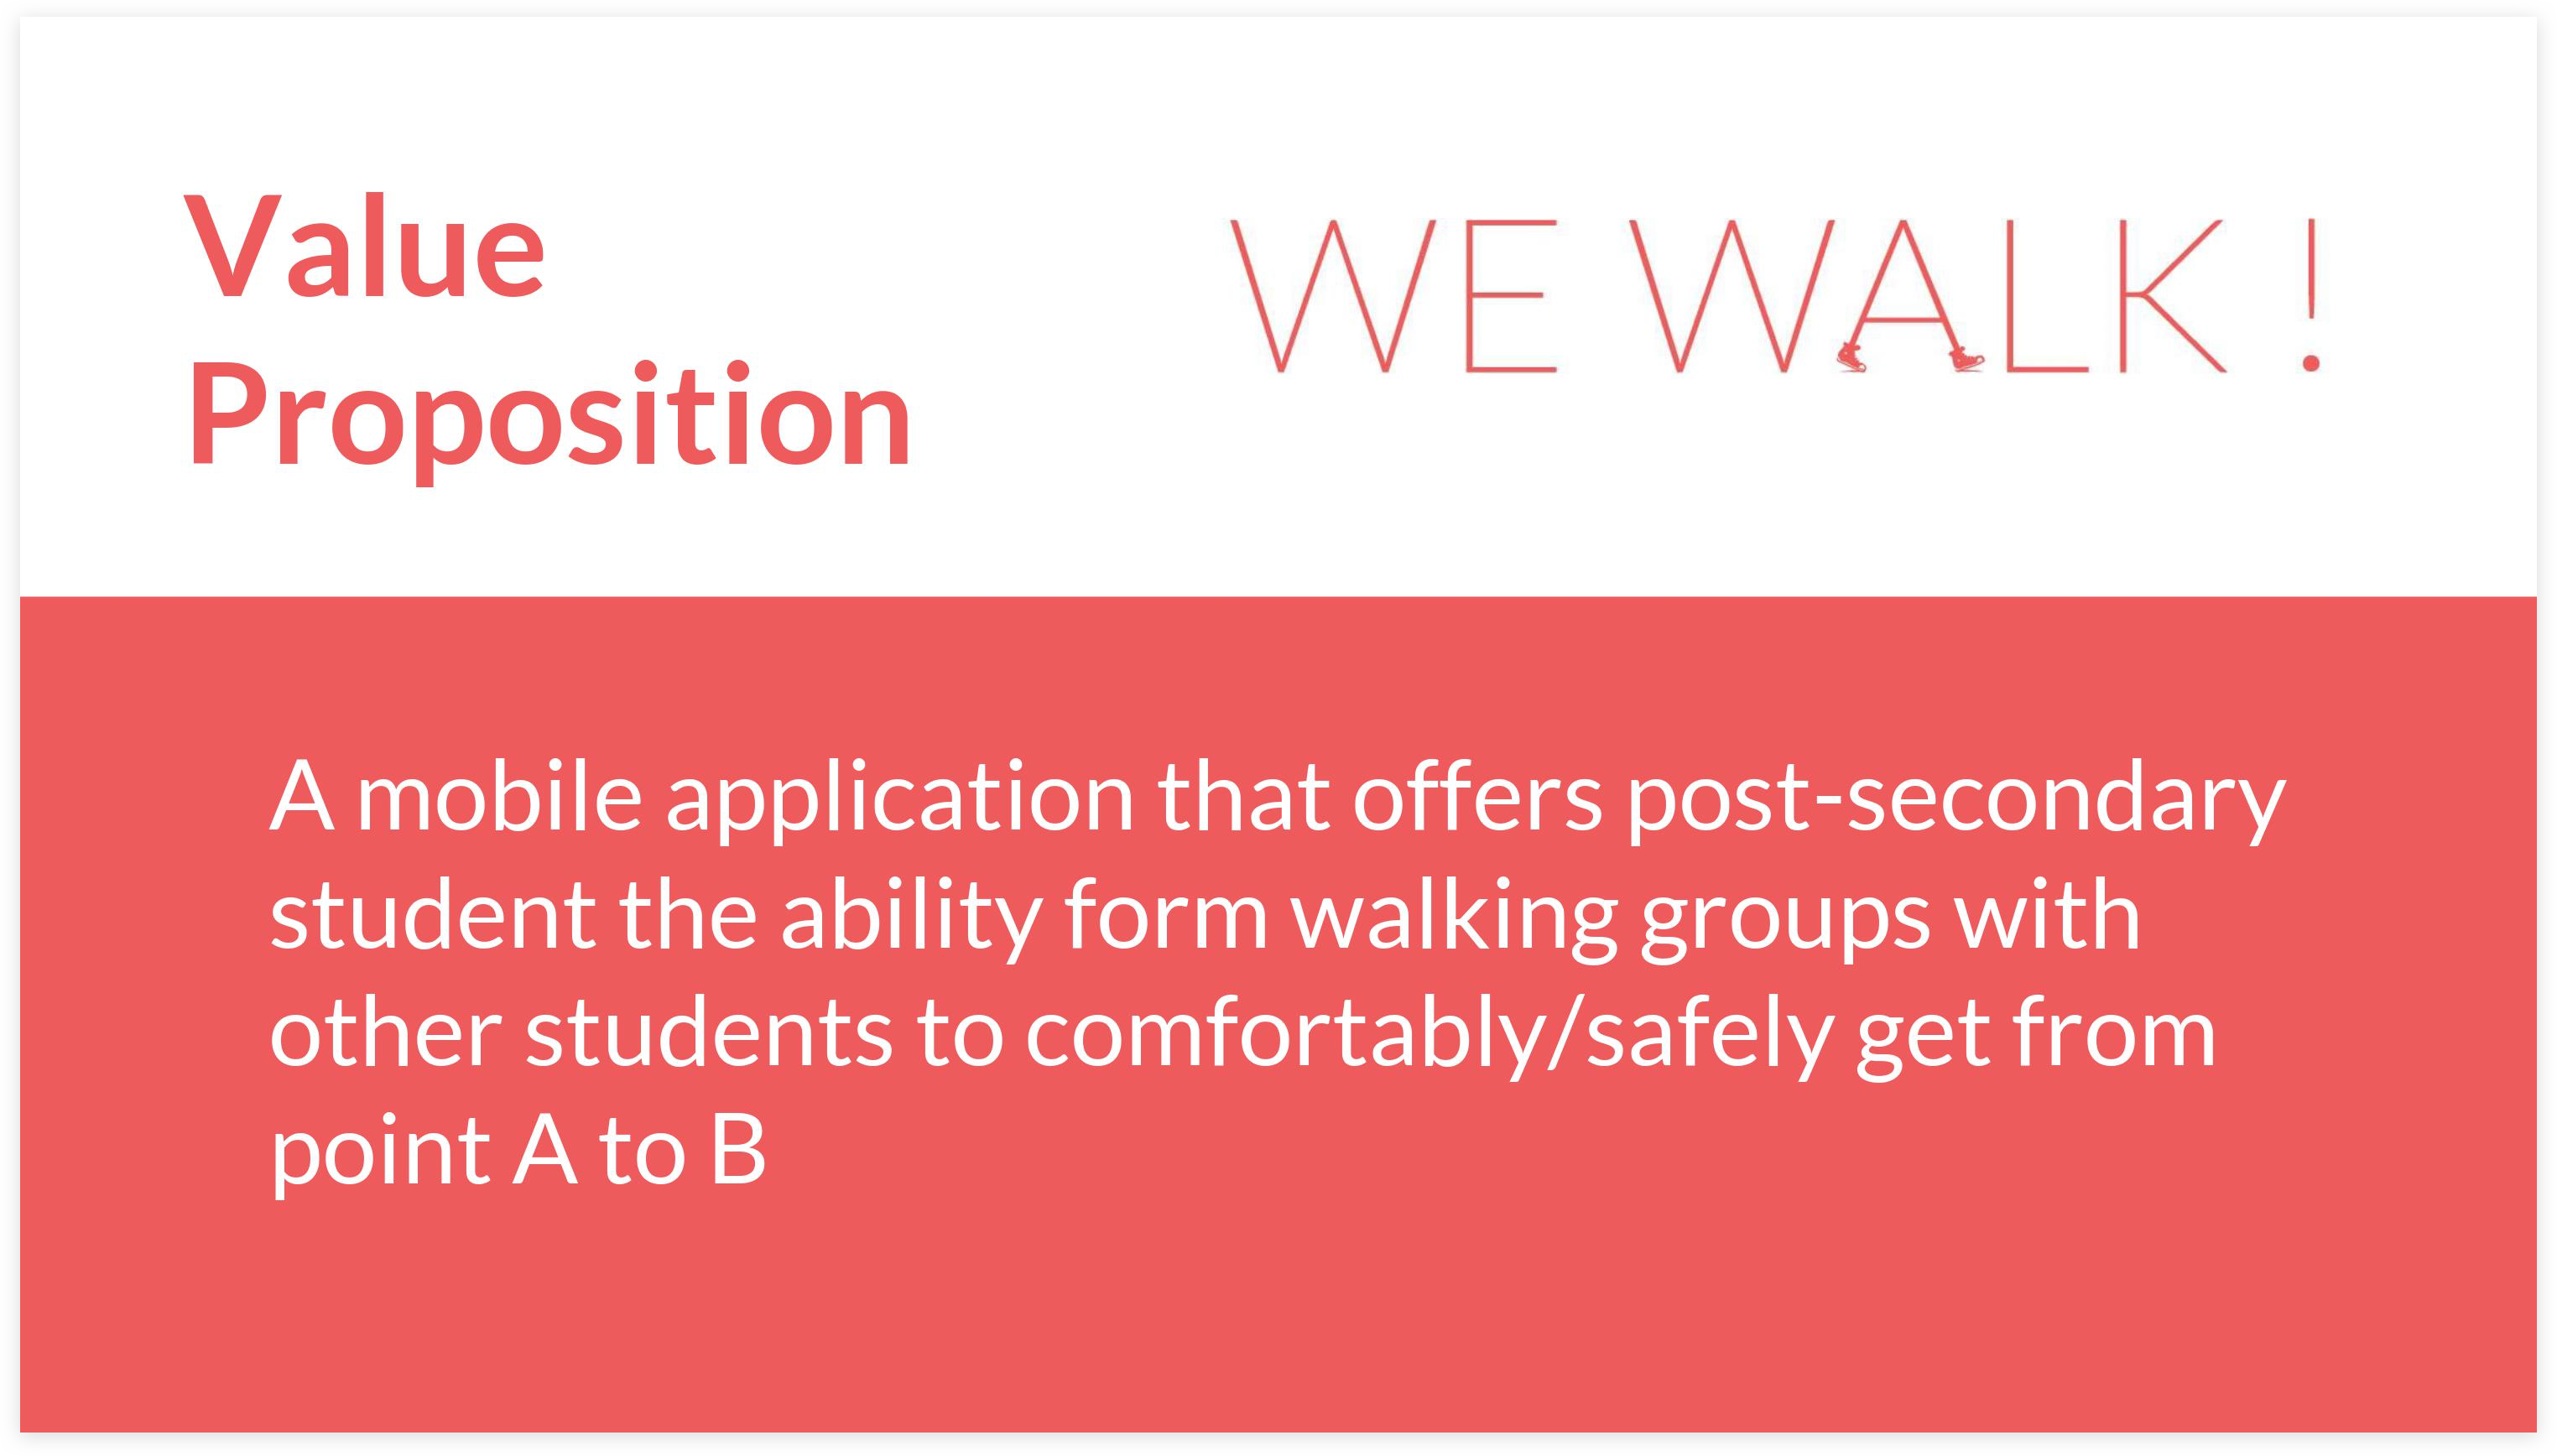 Value
Proposition
WE WALK !
A mobile application that offers post-secondary
student the ability form walking groups with
other students to comfortably/safely get from
point A to B